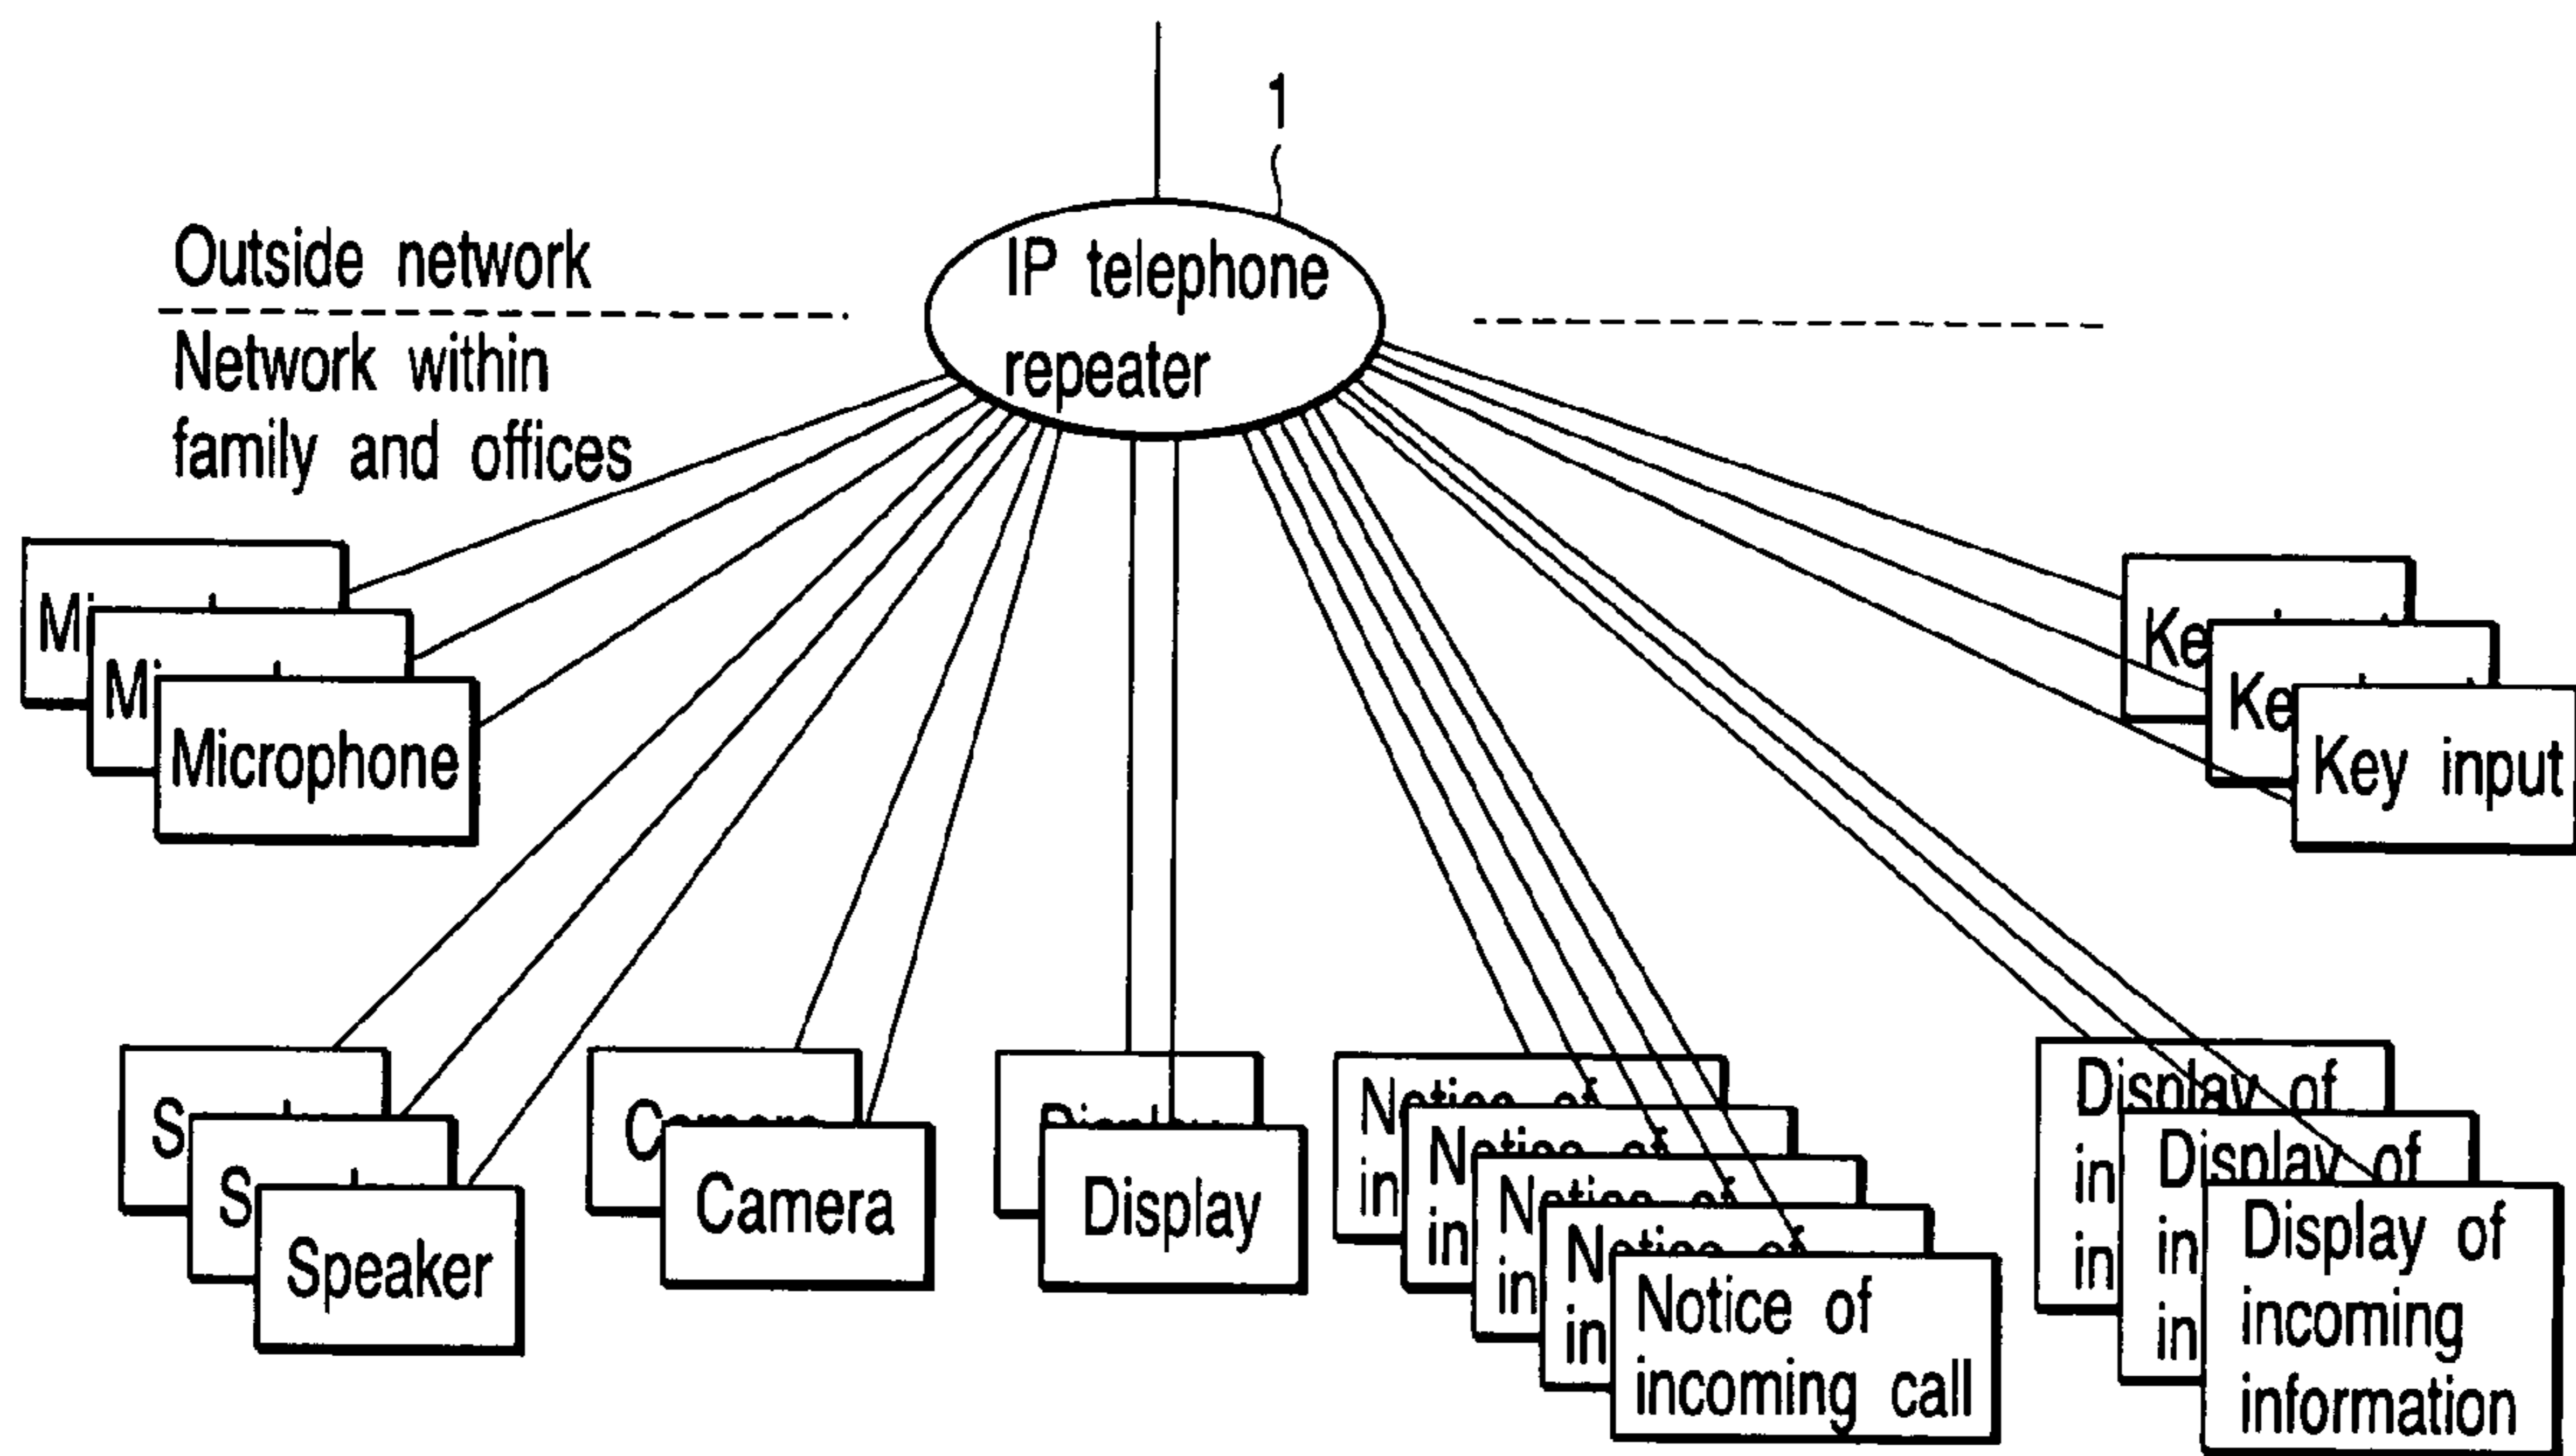 1
IP telephone
repeater
Outside network
Network within
family and offices
Microphone
Key input
Speaker
Camera
Display
Notice of
incoming call
Display of
incoming
information